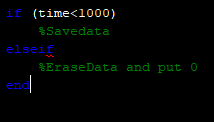 if (time<1000)
%Savedata
elseif
%EraseData and put 0
end